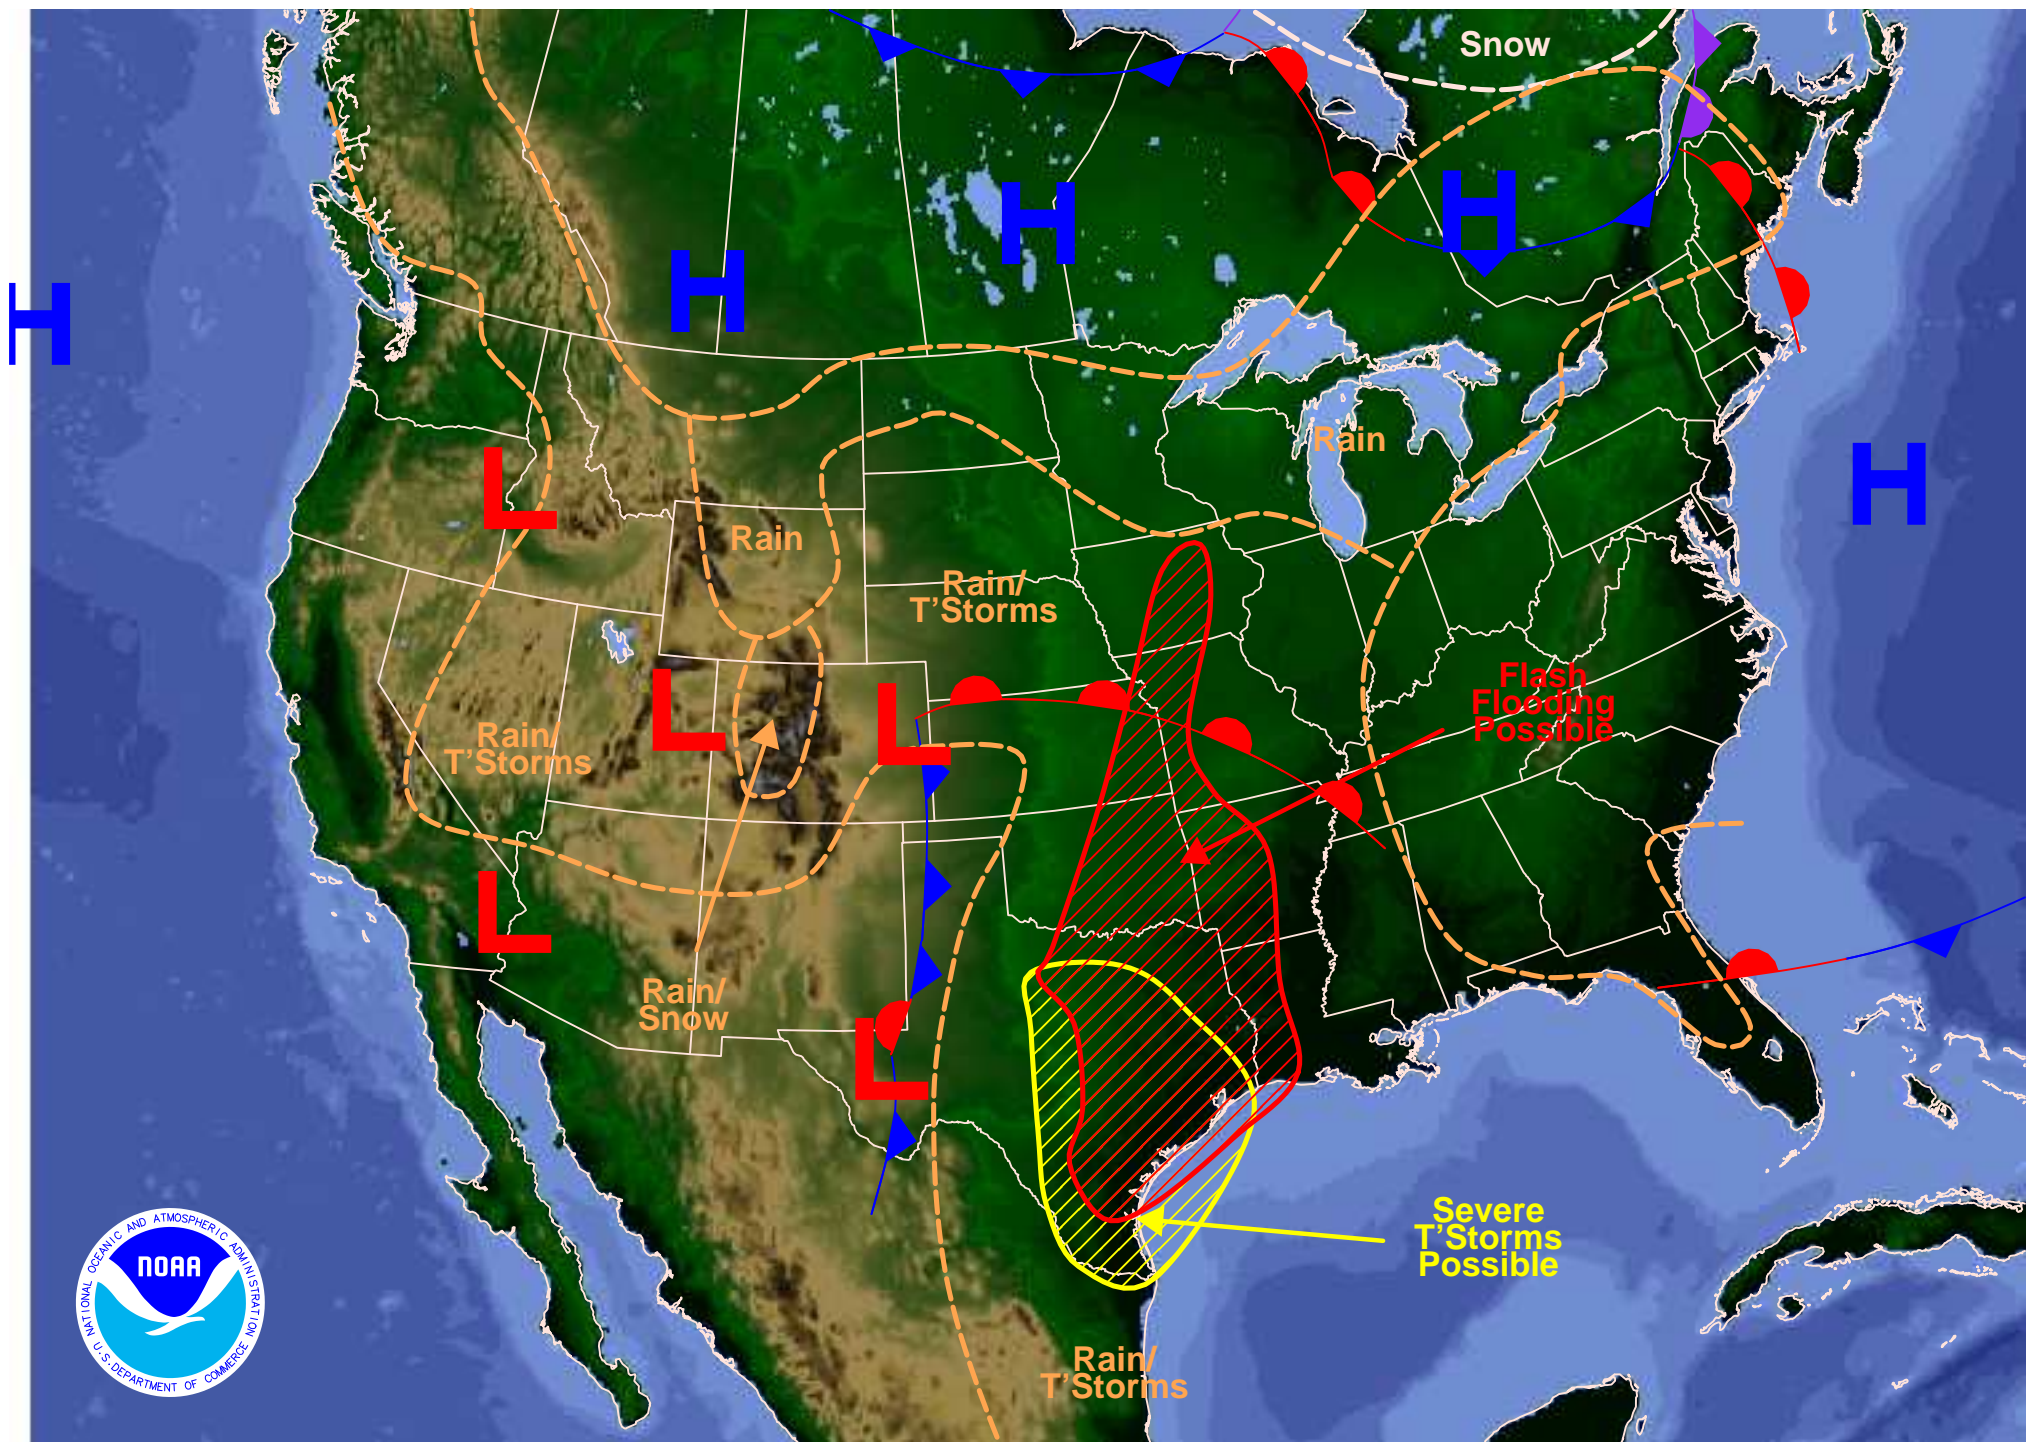 Snow
H
H
H
H
H
Rain
L
Rain
Rain/
T'Storms
Flash
Flooding
Possible
L
L
Rain/
T'Storms
L
Rain/
Snow
L
Severe
T'Storms
Possible
NATIONAL OCEANIC AND ATMOSPHERIC ADMINISTRATION
NOAA
U.S. DEPARTMENT OF COMMERCE
Rain/
T'Storms